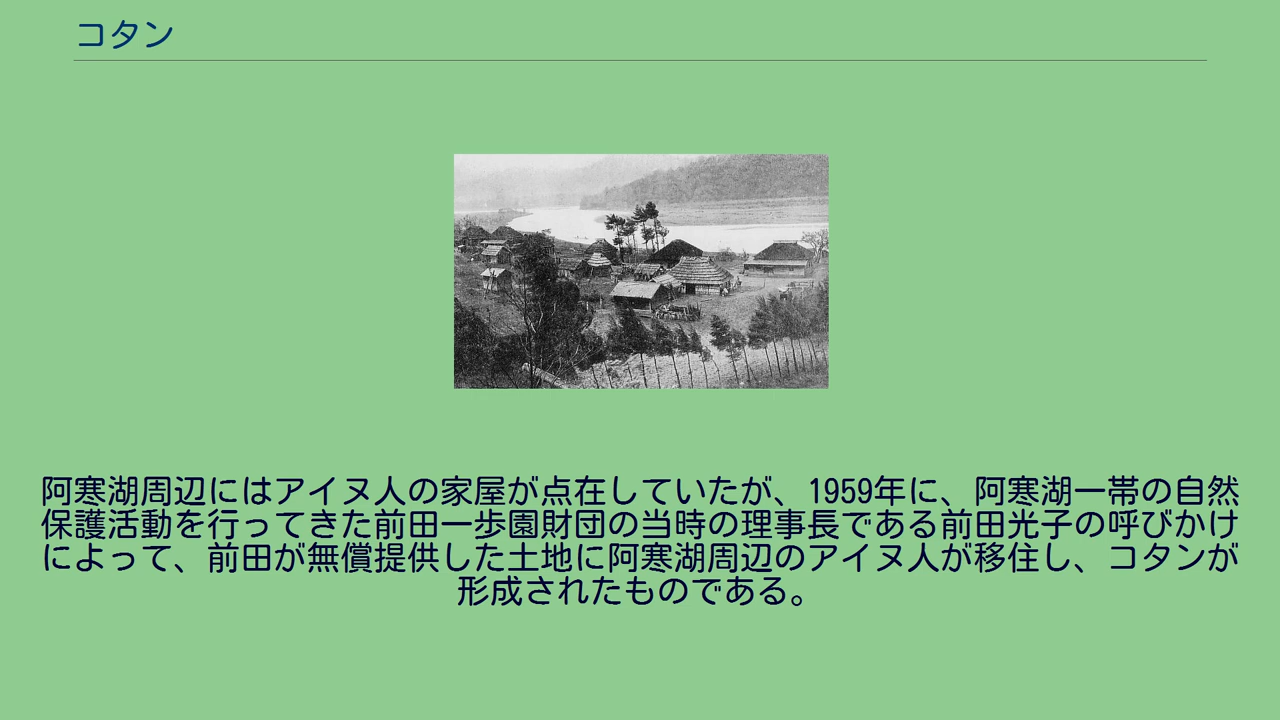 コタン
阿寒湖周辺にはアイヌ人の家屋が点在していたが、1959年に、阿寒湖一帯の自然
保護活動を行ってきた前田一歩園財団の当時の理事長である前田光子の呼びかけ
によって、前田が無償提供した土地に阿寒湖周辺のアイヌ人が移住し、コタンが
形成されたものである。